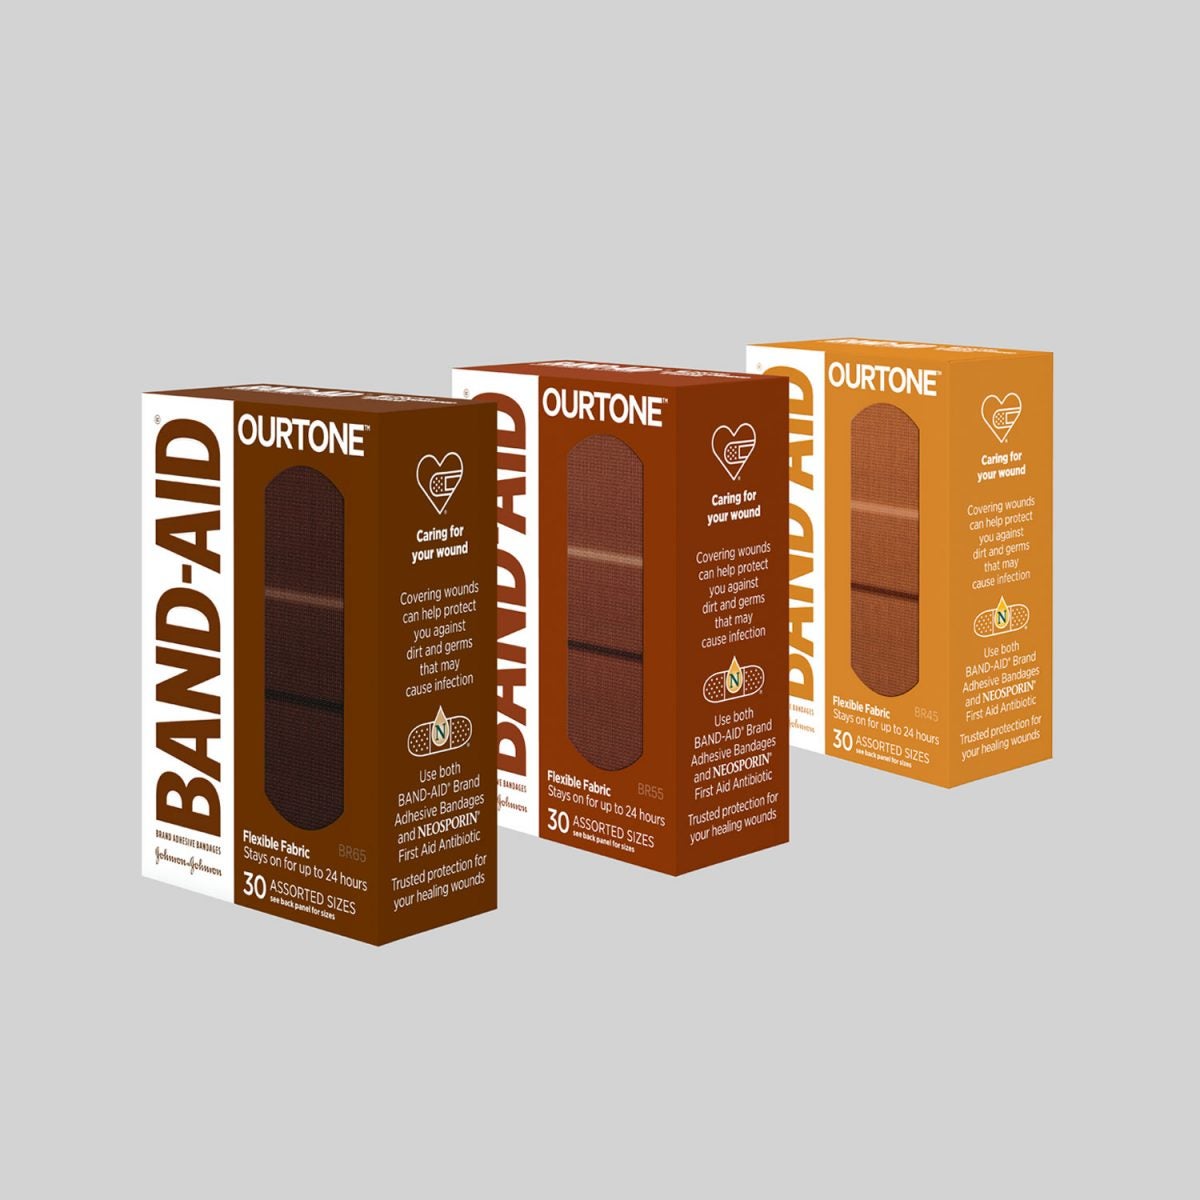 BAND-AID
®
BRAND ADHESIVE BANDAGES
Johnson & Johnson
OURTONE™
Flexible Fabric
BR65
Stays on for up to 24 hours
30 ASSORTED SIZES
see back panel for sizes
Caring for
your wound
Covering wounds
can help protect
you against
dirt and germs
that may
cause infection
N
Use both
BAND-AID® Brand
Adhesive Bandages
and NEOSPORIN®
First Aid Antibiotic
Trusted protection for
your healing wounds
BAND-AID
BANDAGES
Johnson
OURTONE™
Flexible Fabric
BR55
Stays on for up to 24 hours
30 ASSORTED SIZES
see back panel for sizes
Caring for
your wound
Covering wounds
can help protect
you against
dirt and germs
that may
cause infection
N
Use both
BAND-AID® Brand
Adhesive Bandages
and NEOSPORIN®
First Aid Antibiotic
Trusted protection for
your healing wounds
BAND-AID
BANDAGES
OURTONE™
Flexible Fabric
BR45
Stays on for up to 24 hours
30 ASSORTED SIZES
see back panel for sizes
Caring for
your wound
Covering wounds
can help protect
you against
dirt and germs
that may
cause infection
N
Use both
BAND-AID® Brand
Adhesive Bandages
and NEOSPORIN®
First Aid Antibiotic
Trusted protection for
your healing wounds